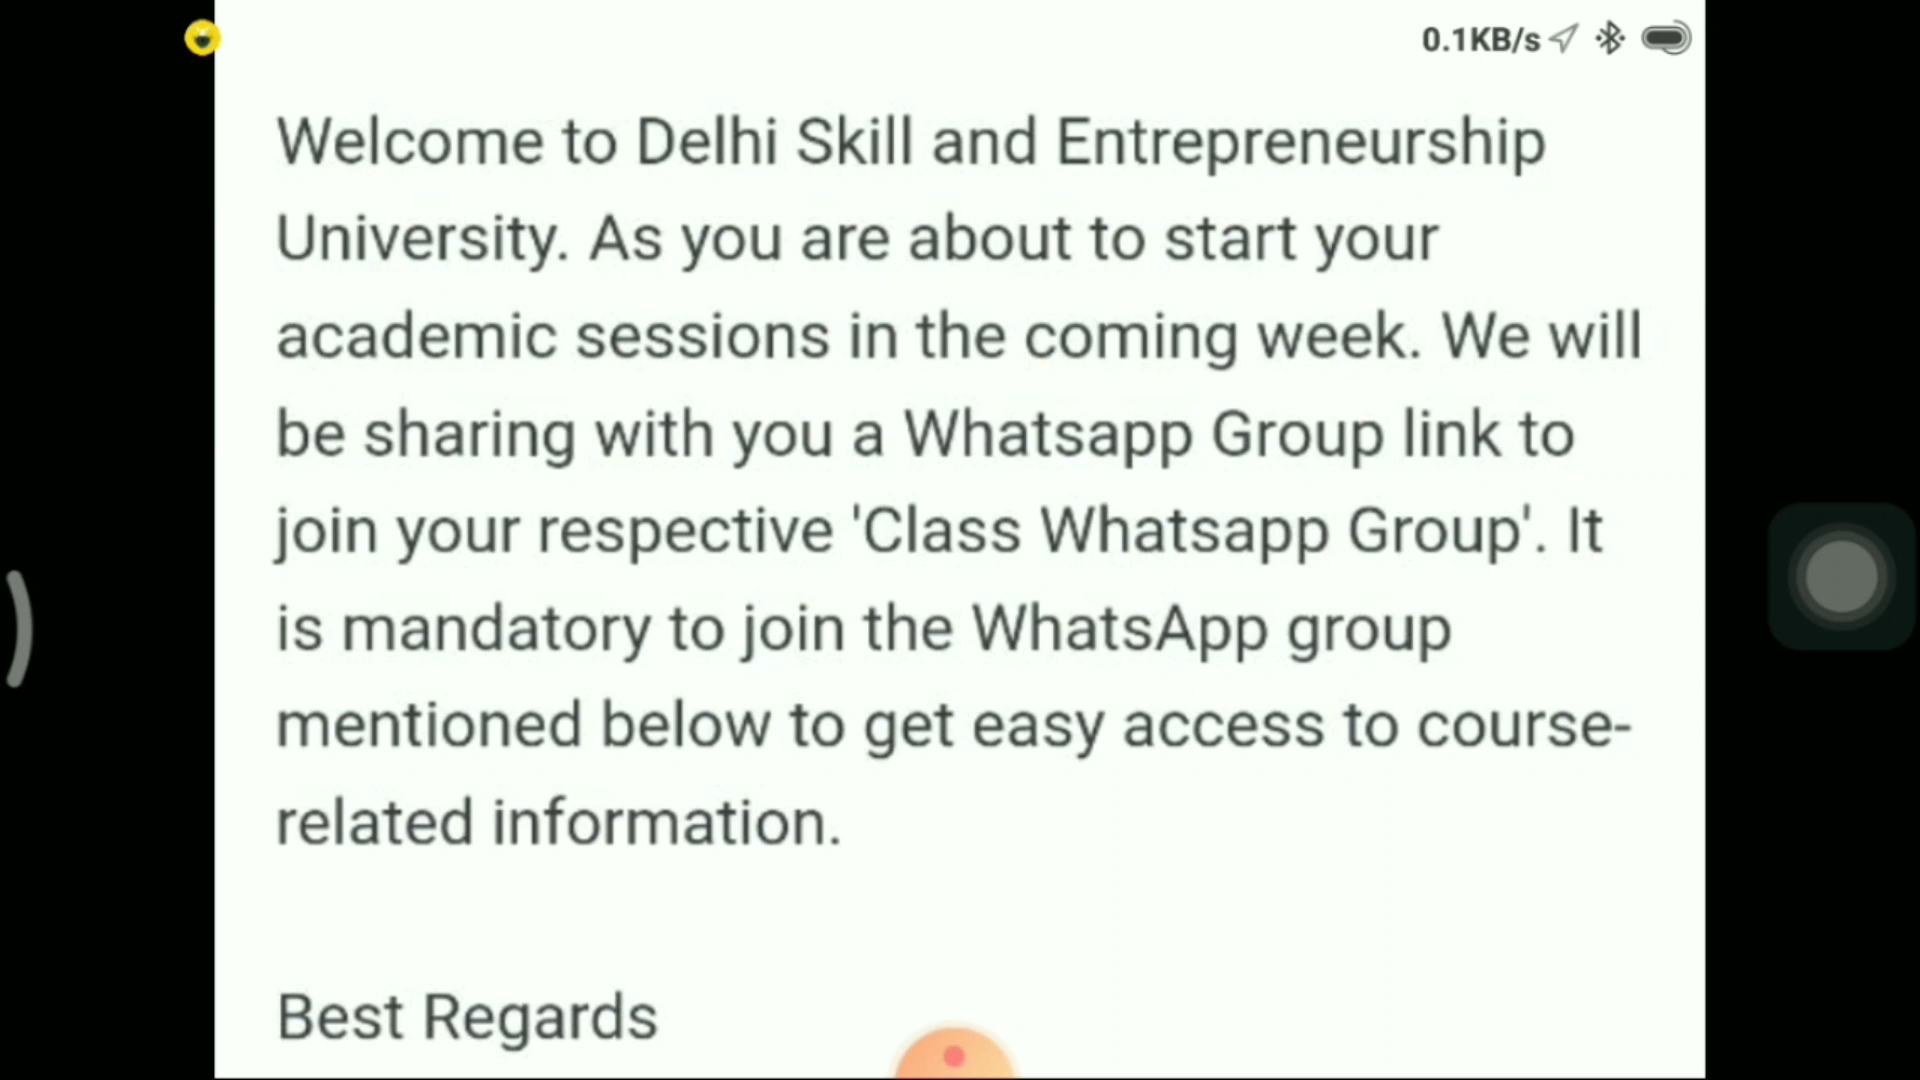 0.1KB/s
Welcome to Delhi Skill and Entrepreneurship
University. As you are about to start your
academic sessions in the coming week. We will
be sharing with you a Whatsapp Group link to
join your respective 'Class Whatsapp Group'. It
is mandatory to join the WhatsApp group
mentioned below to get easy access to course-
related information.
Best Regards